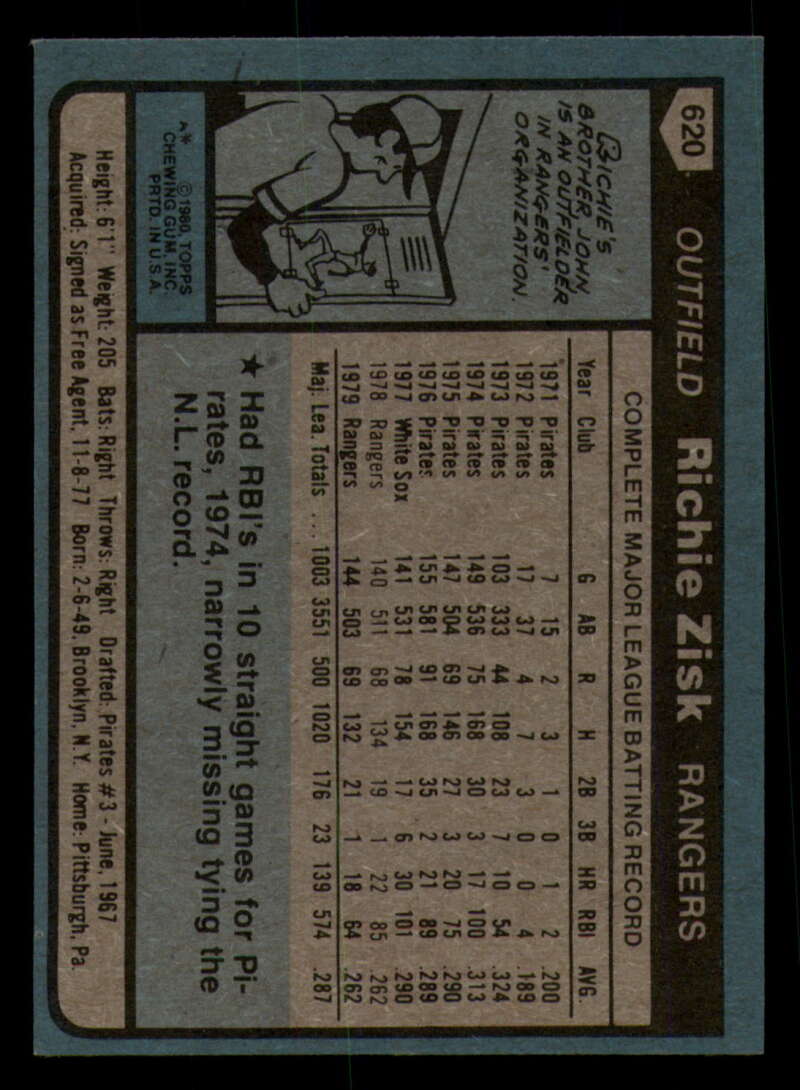 620 OUTFIELD Richie Zisk RANGERS
RICHIE'S
BROTHER, JOHN,
IS AN OUTFIELDER
IN RANGERS'
ORGANIZATION.
A* © 1980, TOPPS
CHEWING GUM, INC.
PRTD. IN U.S.A.
COMPLETE MAJOR LEAGUE BATTING RECORD
Year Club G AB R H 2B 3B HR RBI AVG.
1971 Pirates 7 15 2 3 1 0 1 2 .200
1972 Pirates 17 37 4 7 3 0 0 4 .189
1973 Pirates 103 333 44 108 23 7 10 54 .324
1974 Pirates 149 536 75 168 30 3 17 100 .313
1975 Pirates 147 504 69 146 27 3 20 75 .290
1976 Pirates 155 581 91 168 35 2 21 89 .289
1977 White Sox 141 531 78 154 17 6 30 101 .290
1978 Rangers 140 511 68 134 19 1 22 85 .262
1979 Rangers 144 503 69 132 21 1 18 64 .262
Maj. Lea. Totals ... 1003 3551 500 1020 176 23 139 574 .287
★ Had RBI's in 10 straight games for Pi-
rates, 1974, narrowly missing tying the
N.L. record.
Height: 6'1" Weight: 205 Bats: Right Throws: Right Drafted: Pirates #3 - June, 1967
Acquired: Signed as Free Agent, 11-8-77 Born: 2-6-49, Brooklyn, N.Y. Home: Pittsburgh, Pa.